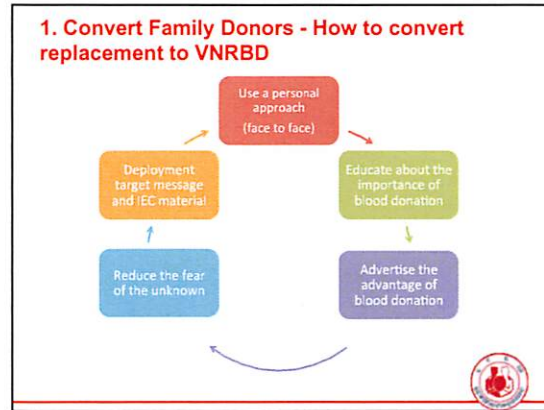 1. Convert Family Donors - How to convert
replacement to VNRBD
Use a personal
approach
(face to face)
Educate about the
importance of
blood donation
Advertise the
advantage of
blood donation
Reduce the fear
of the unknown
Deployment
target message
and IEC material